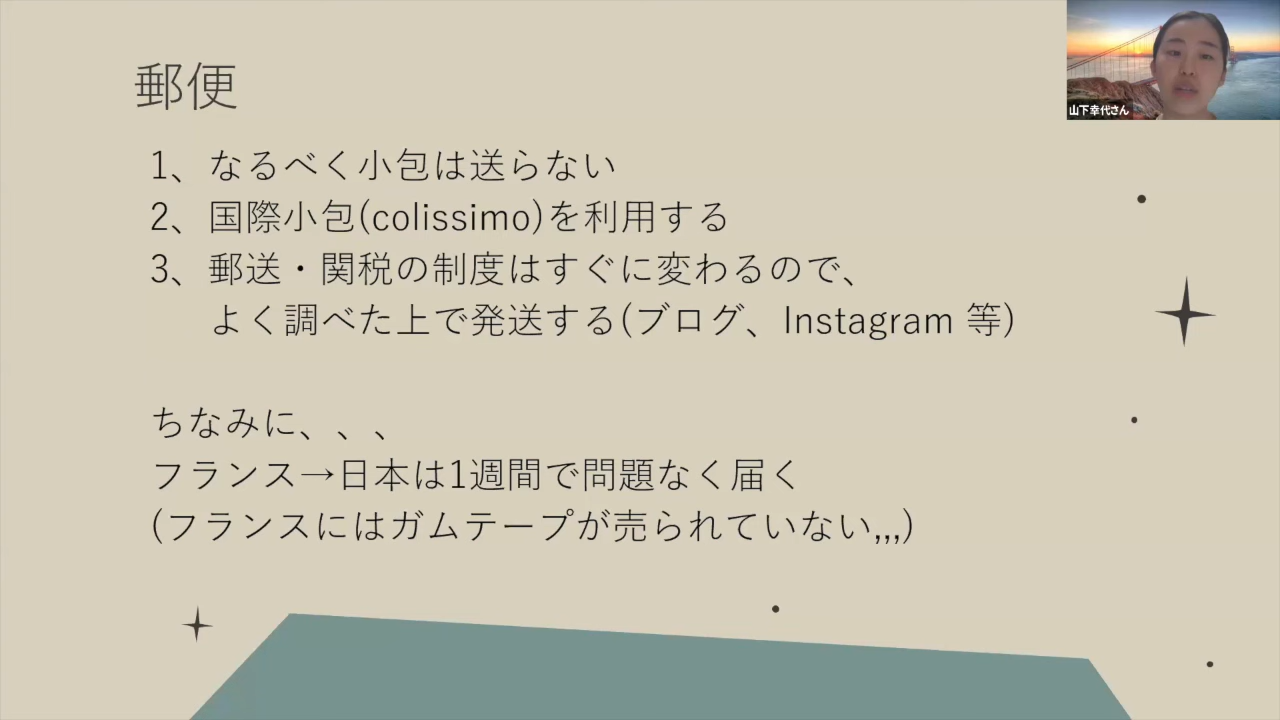 郵便
山下幸代さん
1、なるべく小包は送らない
2、国際小包(colissimo)を利用する
3、郵送・関税の制度はすぐに変わるので、
よく調べた上で発送する(ブログ、Instagram 等)
ちなみに、、、
フランス→日本は1週間で問題なく届く
(フランスにはガムテープが売られていない,,,)